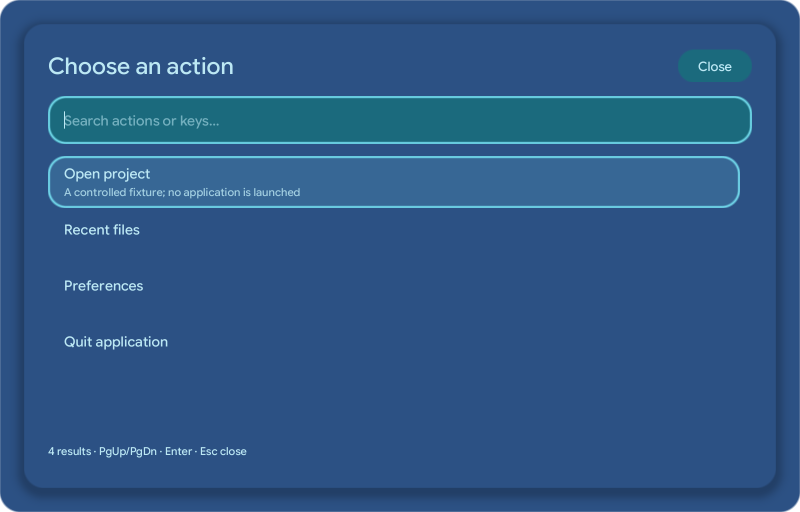 Choose an action
Close
Search actions or keys...
Open project
A controlled fixture; no application is launched
Recent files
Preferences
Quit application
4 results · PgUp/PgDn · Enter · Esc close